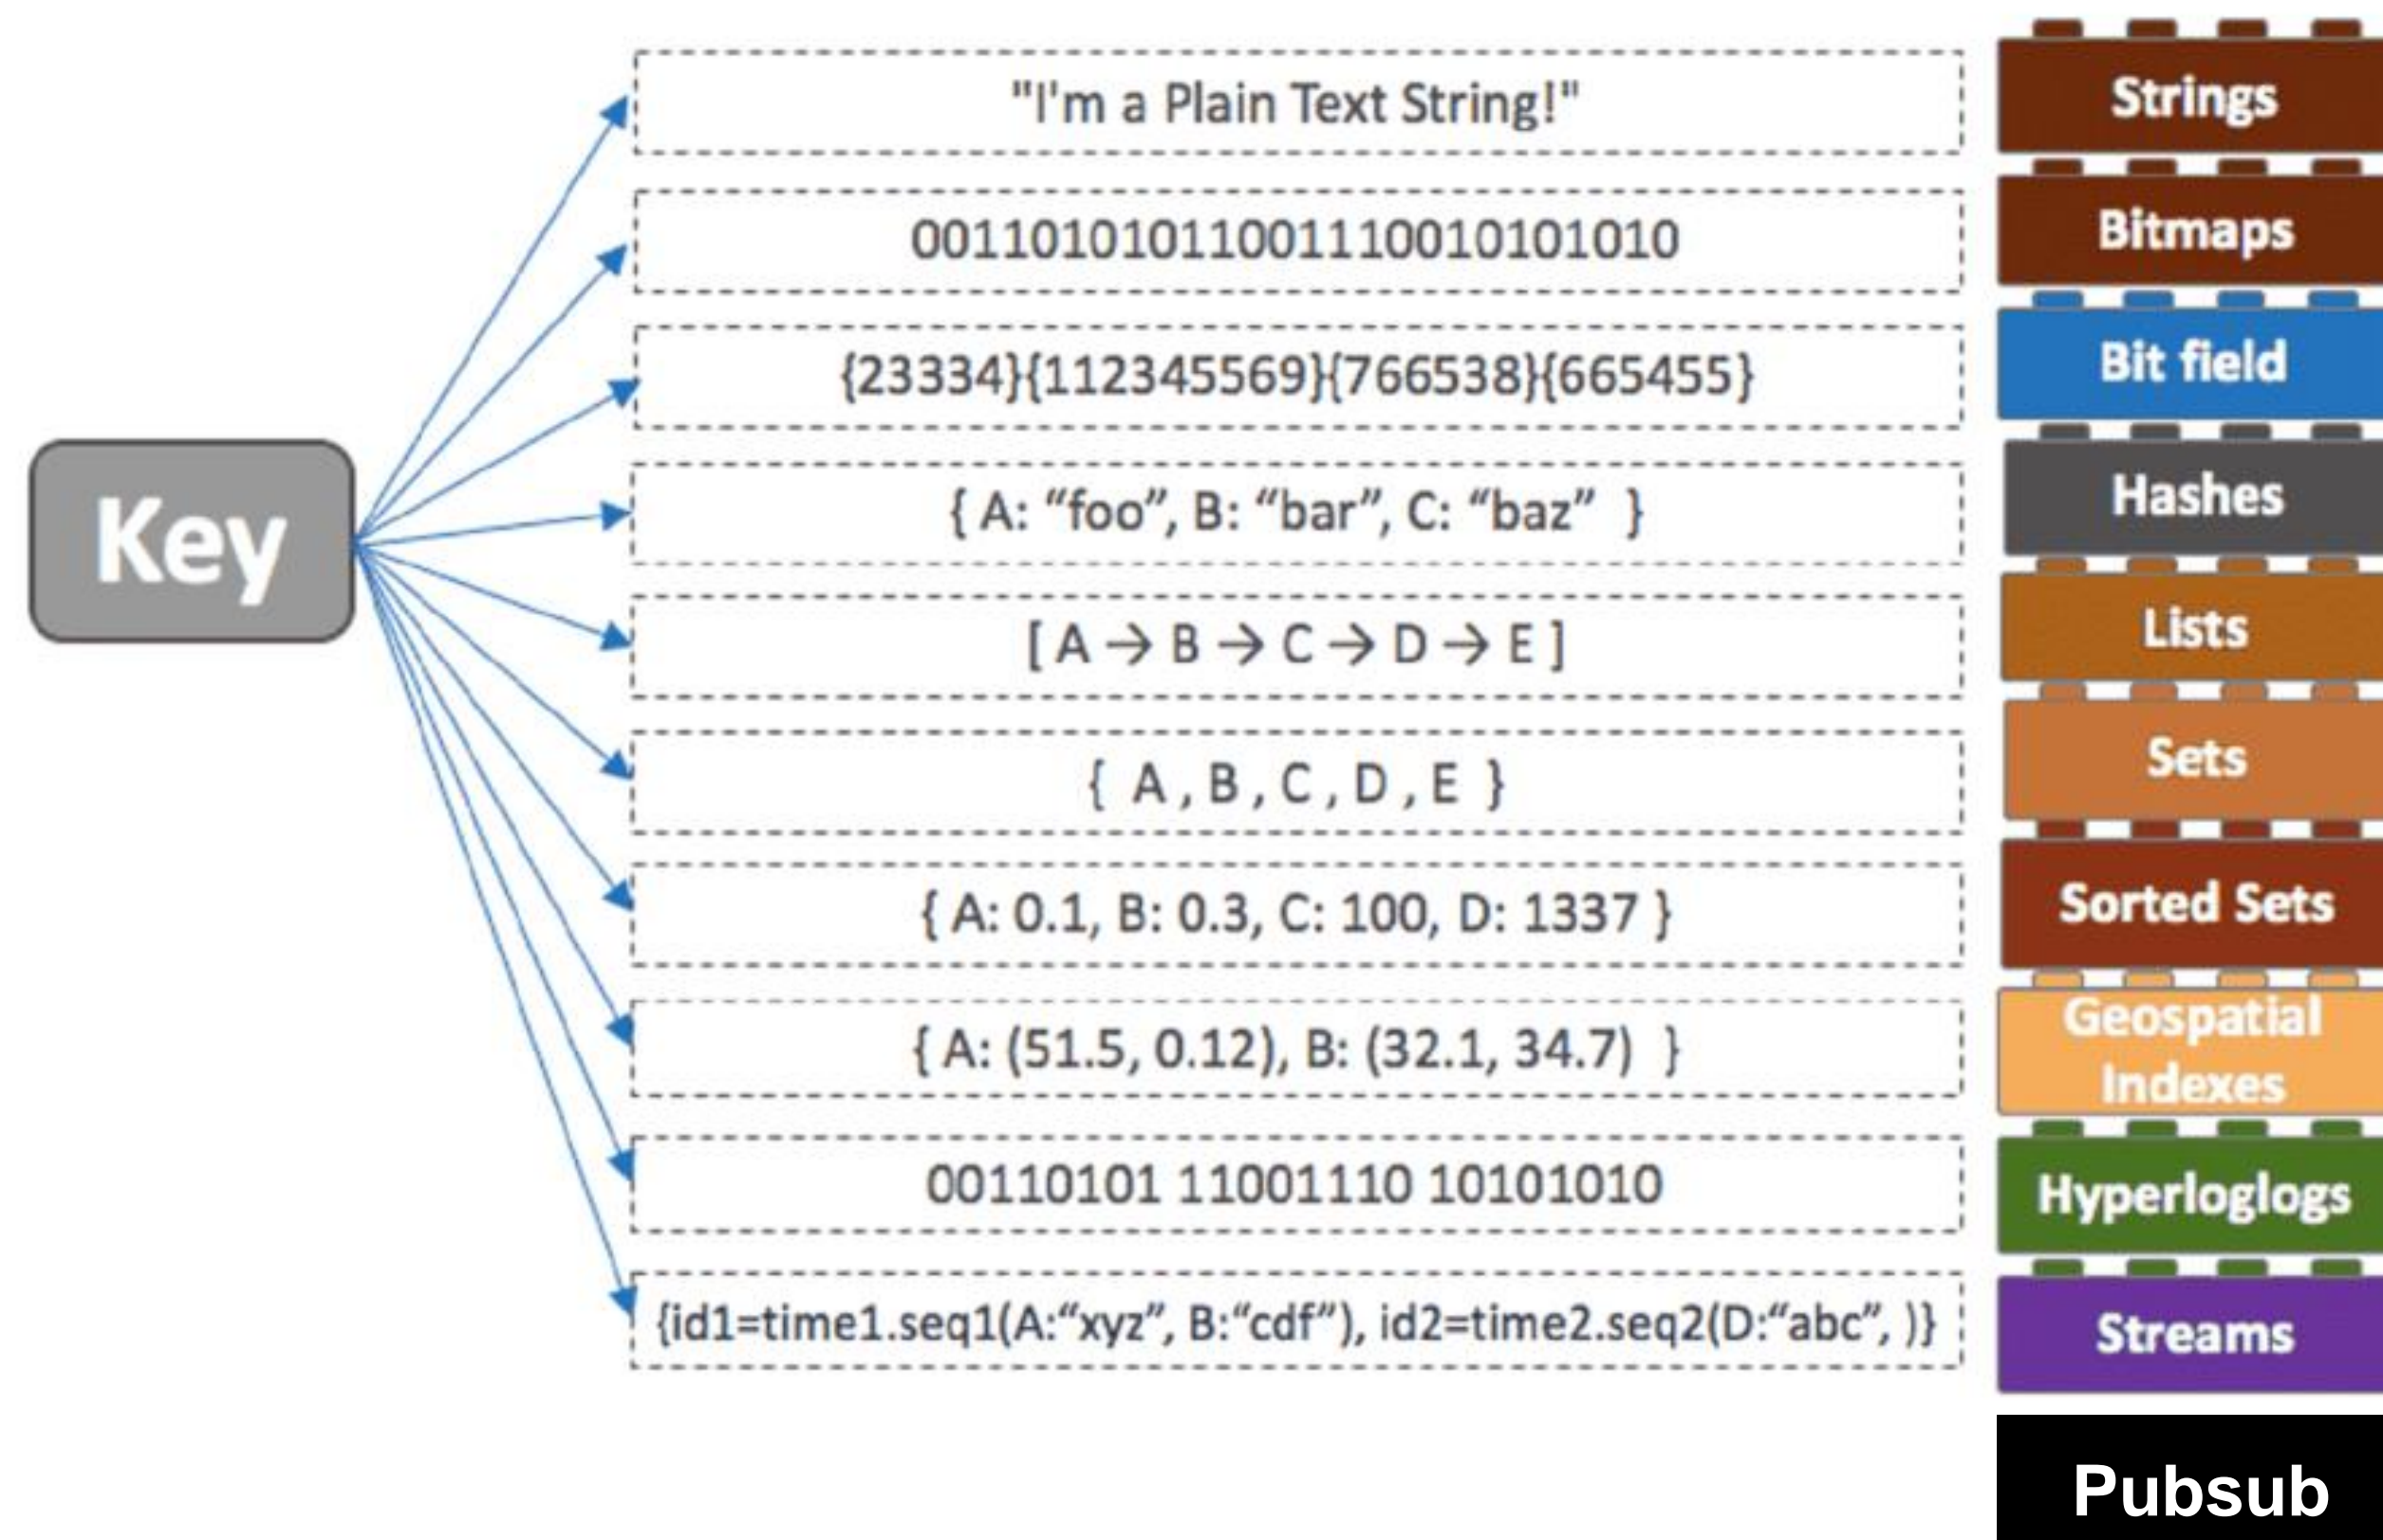 "I'm a Plain Text String!"
Strings
00110101011001110010101010
Bitmaps
{23334}{112345569}{766538}{665455}
Bit field
Key
{ A: “foo”, B: “bar”, C: “baz” }
Hashes
[ A → B → C → D → E ]
Lists
{ A , B , C , D , E }
Sets
{ A: 0.1, B: 0.3, C: 100, D: 1337 }
Sorted Sets
{ A: (51.5, 0.12), B: (32.1, 34.7) }
Geospatial
Indexes
00110101 11001110 10101010
Hyperloglogs
{id1=time1.seq1(A:“xyz”, B:“cdf”), id2=time2.seq2(D:“abc”, )}
Streams
Pubsub